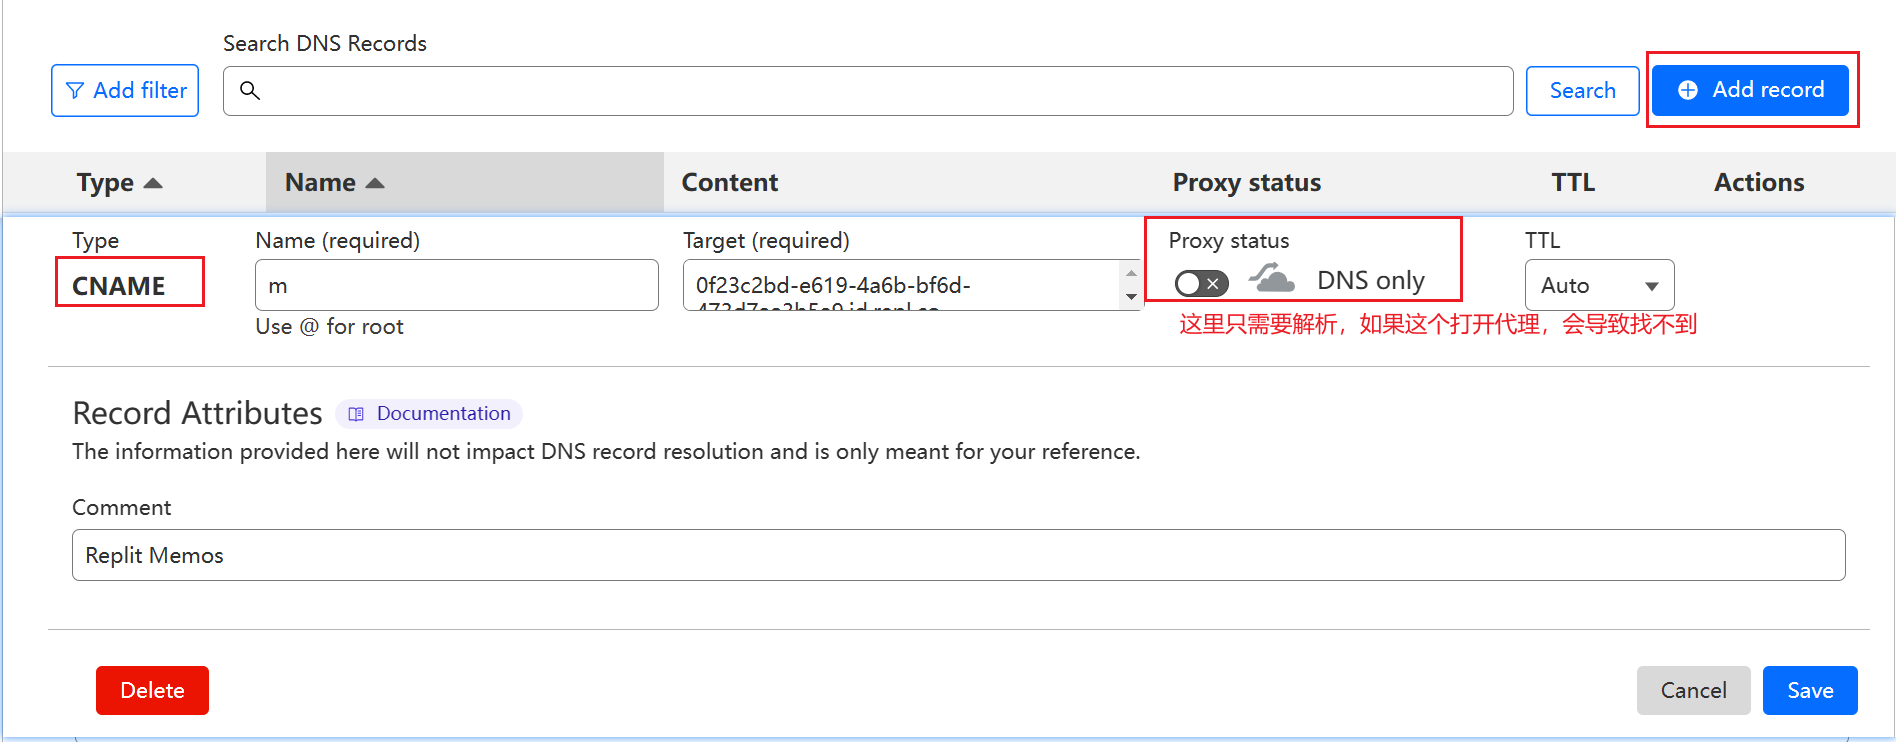 Search DNS Records
Add filter
Search
Add record
Type
Name
Content
Proxy status
TTL
Actions
Type
Name (required)
Target (required)
Proxy status
TTL
CNAME
m
0f23c2bd-e619-4a6b-bf6d-
DNS only
Auto
Use @ for root
这里只需要解析，如果这个打开代理，会导致找不到
Record Attributes
Documentation
The information provided here will not impact DNS record resolution and is only meant for your reference.
Comment
Replit Memos
Delete
Cancel
Save